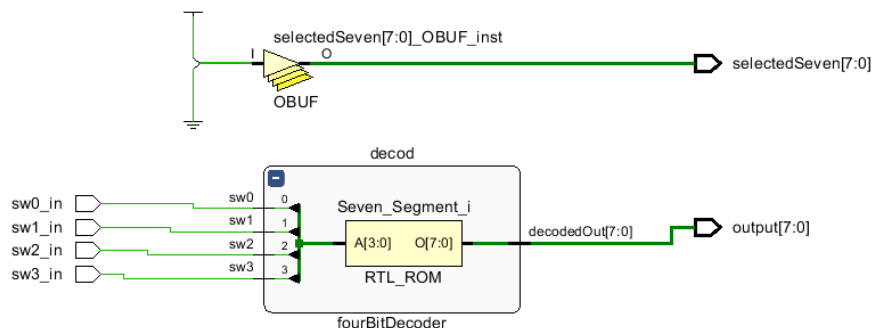 selectedSeven[7:0]_OBUF_inst
I O
selectedSeven[7:0]
OBUF
decod
sw0_in sw0 0
Seven_Segment_i
sw1_in sw1 1
output[7:0]
A[3:0] O[7:0] decodedOut[7:0]
sw2_in sw2 2
sw3_in sw3 3
RTL_ROM
fourBitDecoder